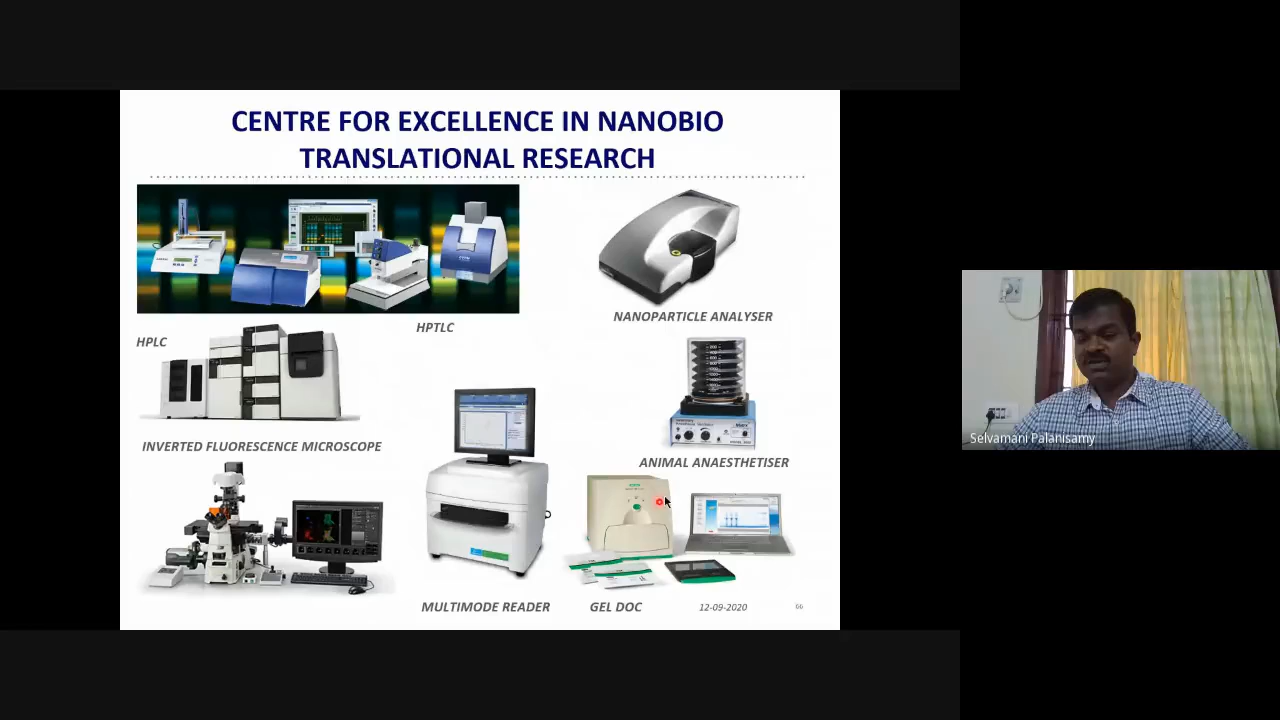 CENTRE FOR EXCELLENCE IN NANOBIO
TRANSLATIONAL RESEARCH
HPTLC
NANOPARTICLE ANALYSER
HPLC
INVERTED FLUORESCENCE MICROSCOPE
ANIMAL ANAESTHETISER
MULTIMODE READER
GEL DOC
12-09-2020
66
Selvamani Palanisamy